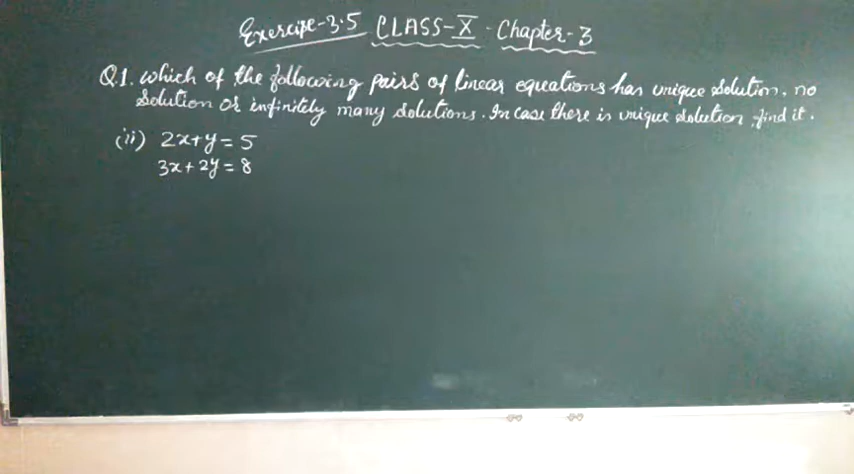 Exercise-3.5 CLASS-X - Chapter-3
Q1. which of the following pairs of linear equations has unique solution, no
solution or infinitely many solutions. In case there is unique solution, find it.
(ii) 2x+y=5
3x+2y=8